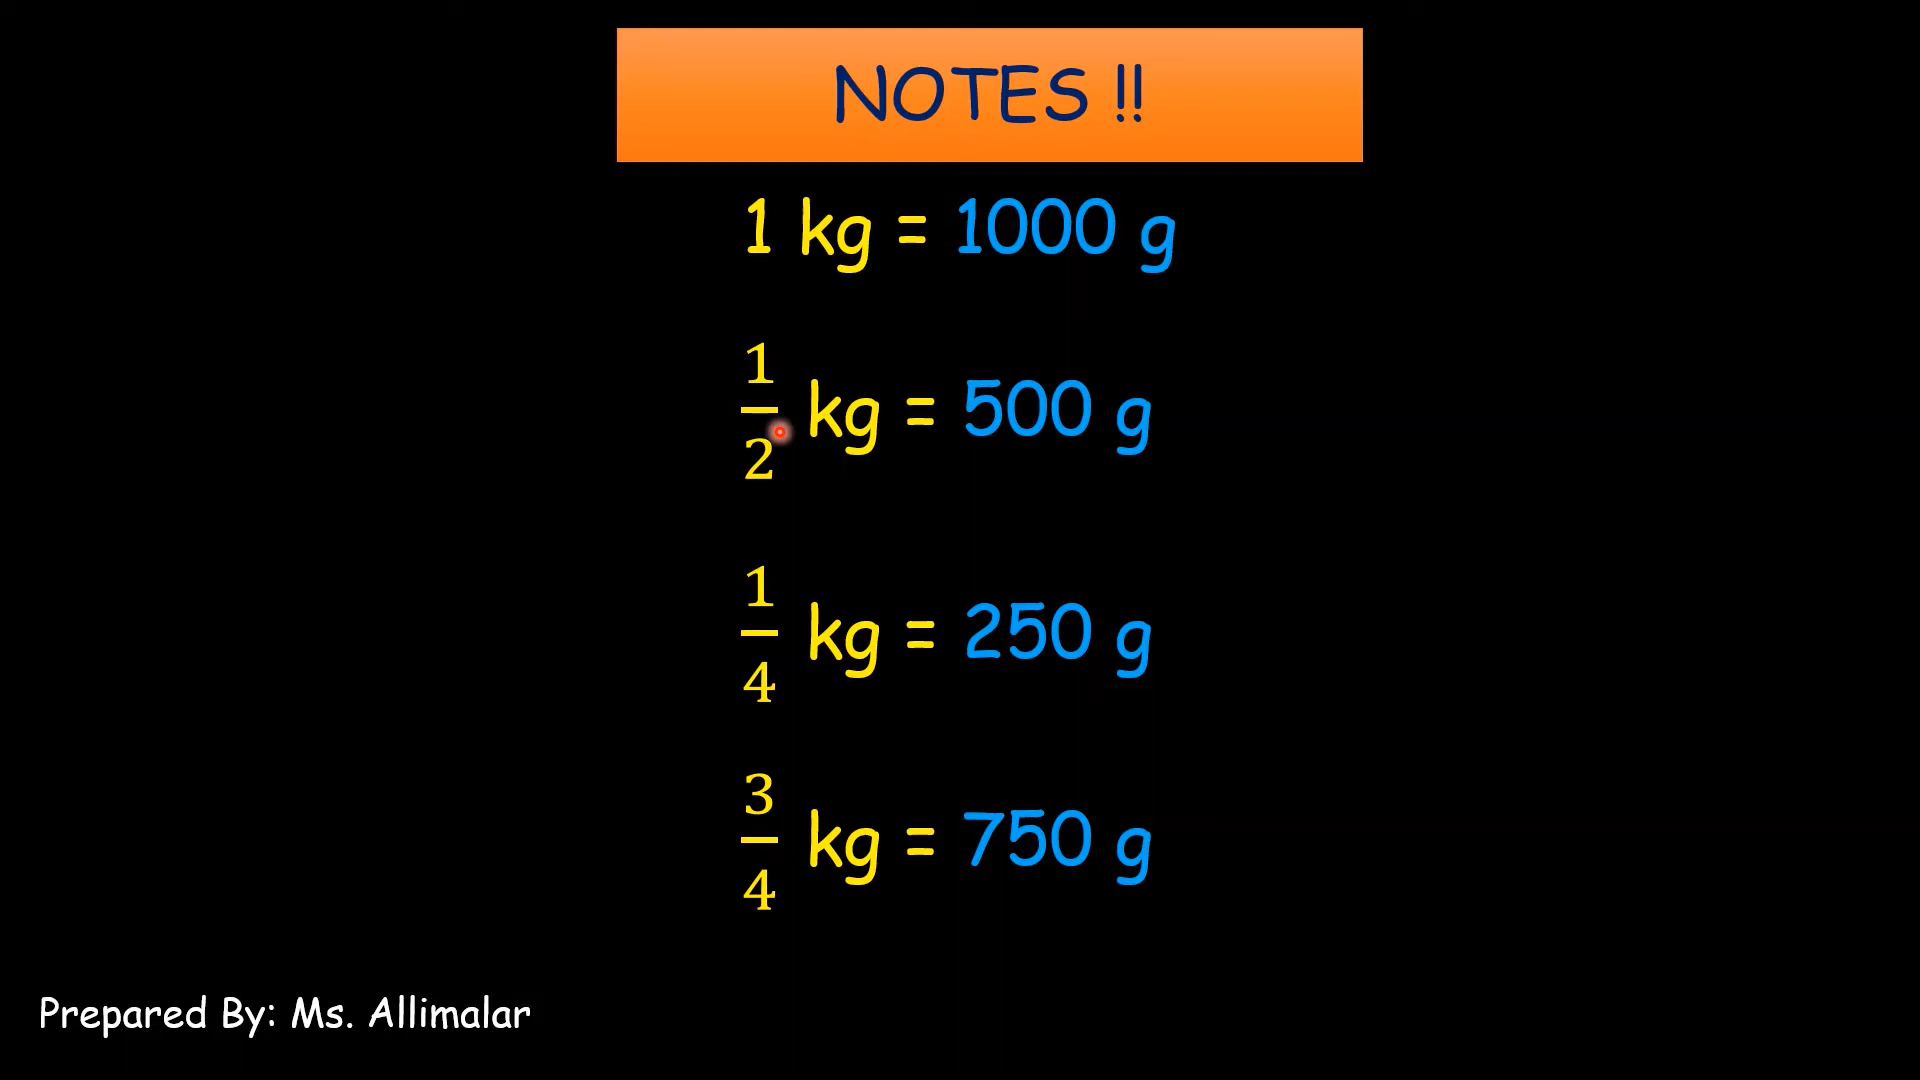 NOTES !!
1 kg = 1000 g
1/2 kg = 500 g
1/4 kg = 250 g
3/4 kg = 750 g
Prepared By: Ms. Allimalar